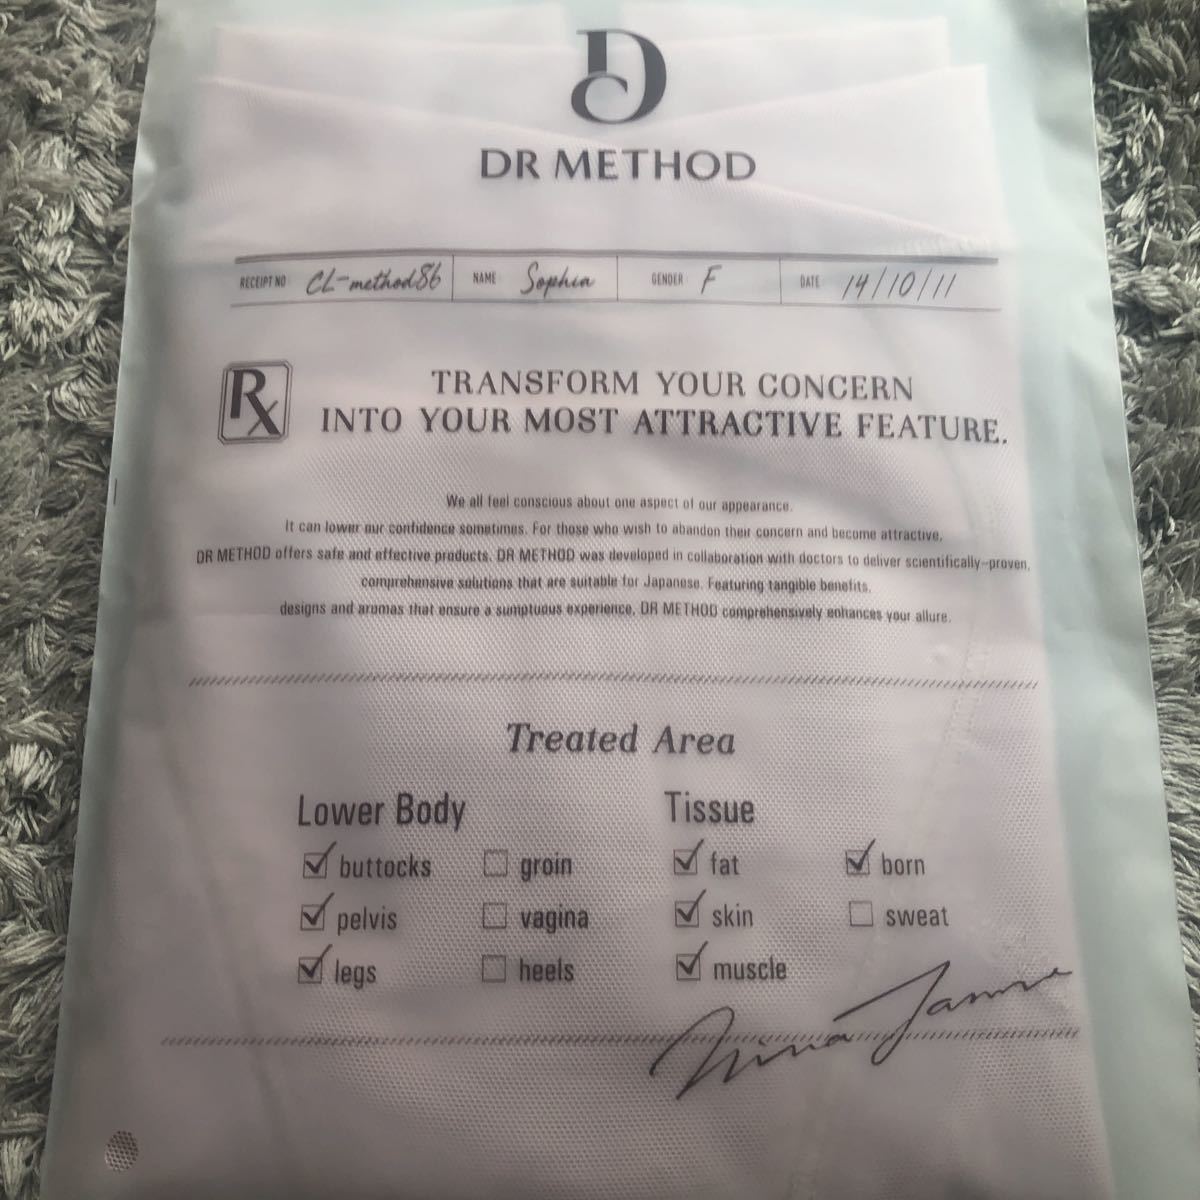 DR METHOD
RECEIPT NO CL-method86 NAME Sophia GENDER F DATE 14/10/11
Rx
TRANSFORM YOUR CONCERN
INTO YOUR MOST ATTRACTIVE FEATURE.
We all feel conscious about one aspect of our appearance.
It can lower our confidence sometimes. For those who wish to abandon their concern and become attractive,
DR METHOD offers safe and effective products. DR METHOD was developed in collaboration with doctors to deliver scientifically-proven,
comprehensive solutions that are suitable for Japanese. Featuring tangible benefits,
designs and aromas that ensure a sumptuous experience, DR METHOD comprehensively enhances your allure.
Treated Area
Lower Body Tissue
buttocks groin fat born
pelvis vagina skin sweat
legs heels muscle
Nina